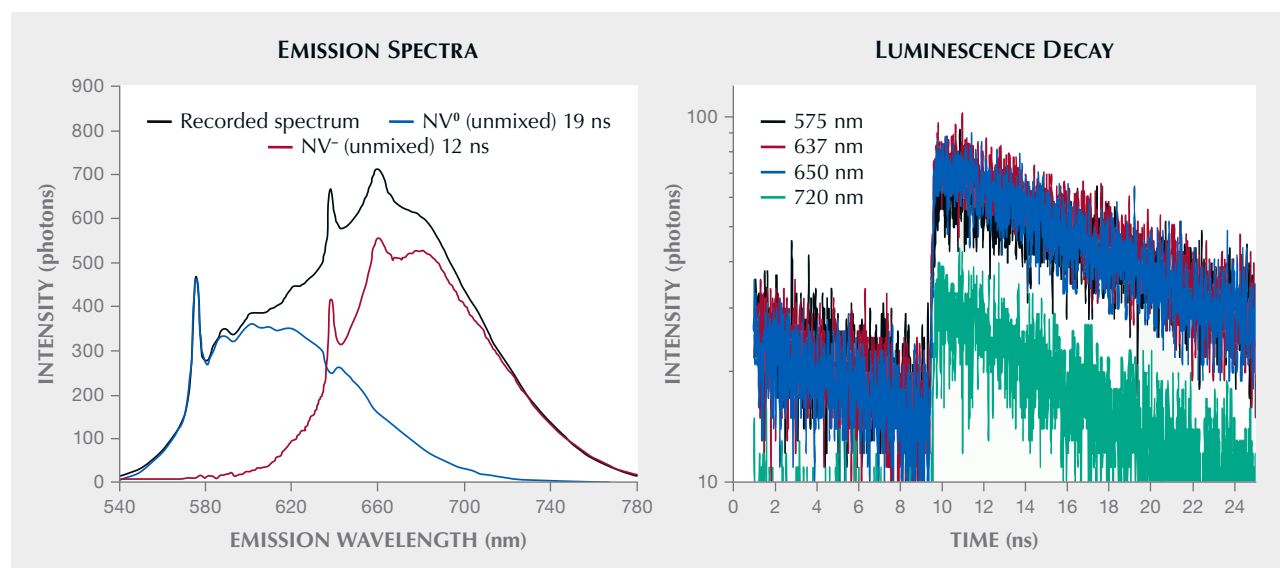 EMISSION SPECTRA
900
800
700
600
500
400
300
200
100
0
INTENSITY (photons)
Recorded spectrum
NV⁰ (unmixed) 19 ns
NV⁻ (unmixed) 12 ns
540
580
620
660
700
740
780
EMISSION WAVELENGTH (nm)
LUMINESCENCE DECAY
100
10
INTENSITY (photons)
575 nm
637 nm
650 nm
720 nm
0
2
4
6
8
10
12
14
16
18
20
22
24
TIME (ns)